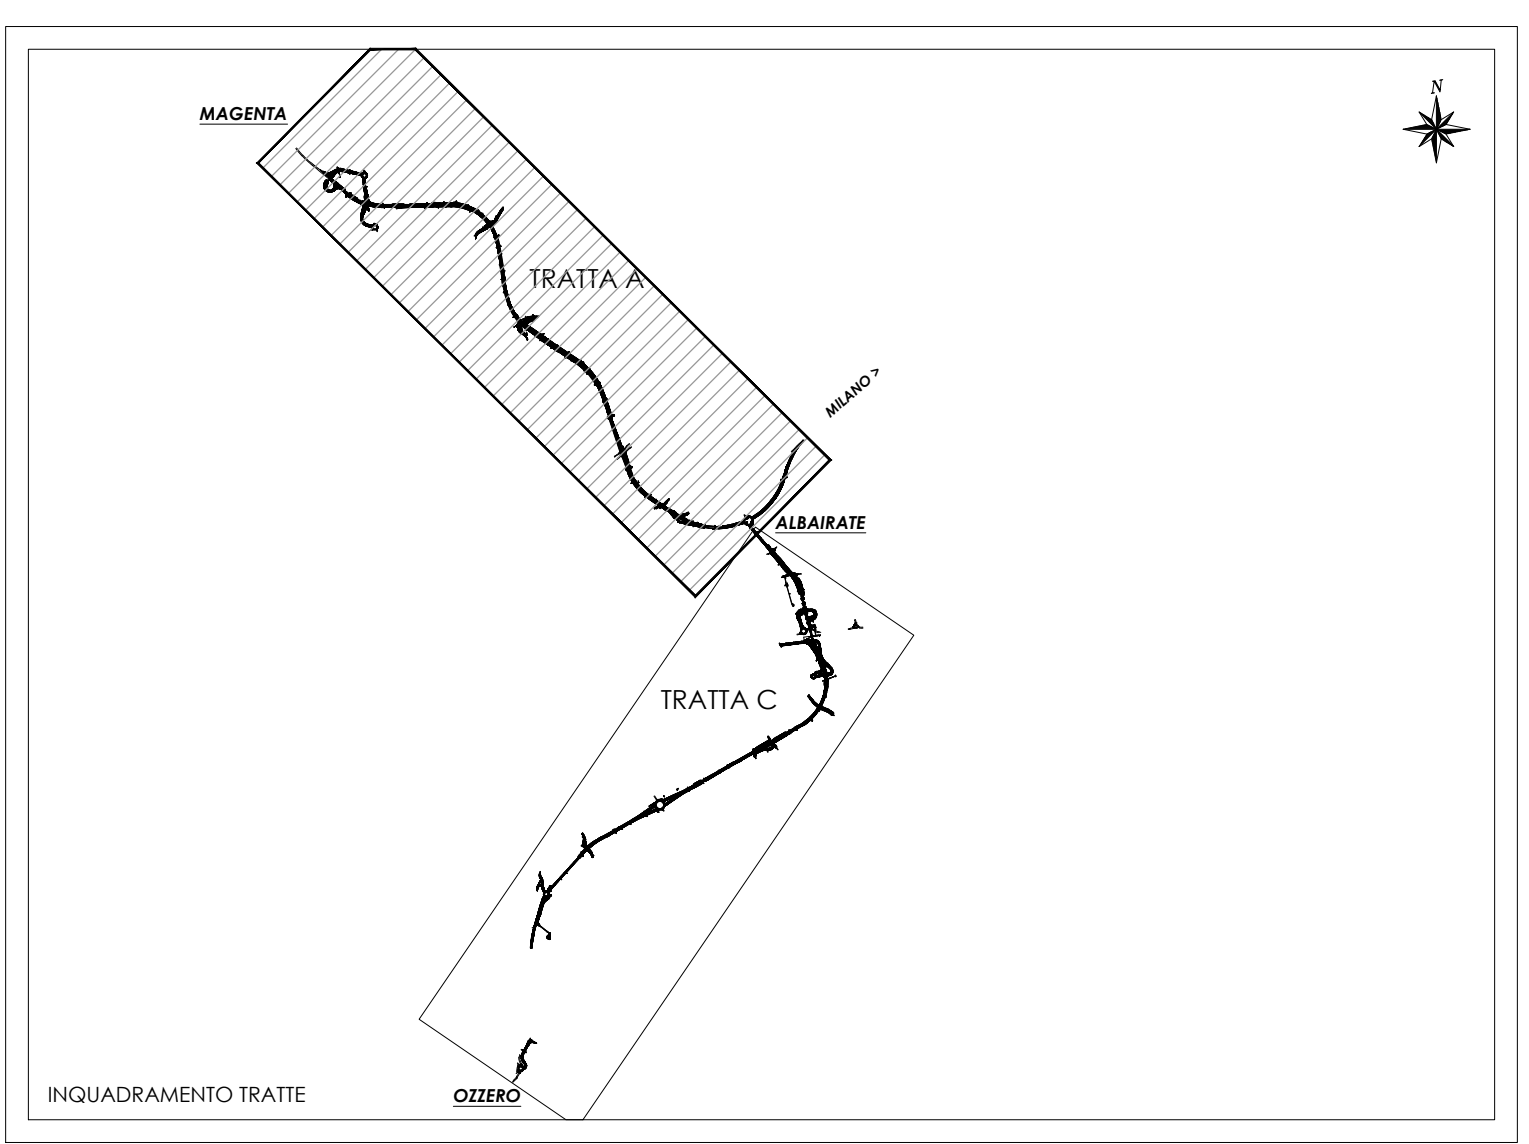 N
MAGENTA
TRATTA A
MILANO >
ALBAIRATE
TRATTA C
INQUADRAMENTO TRATTE
OZZERO